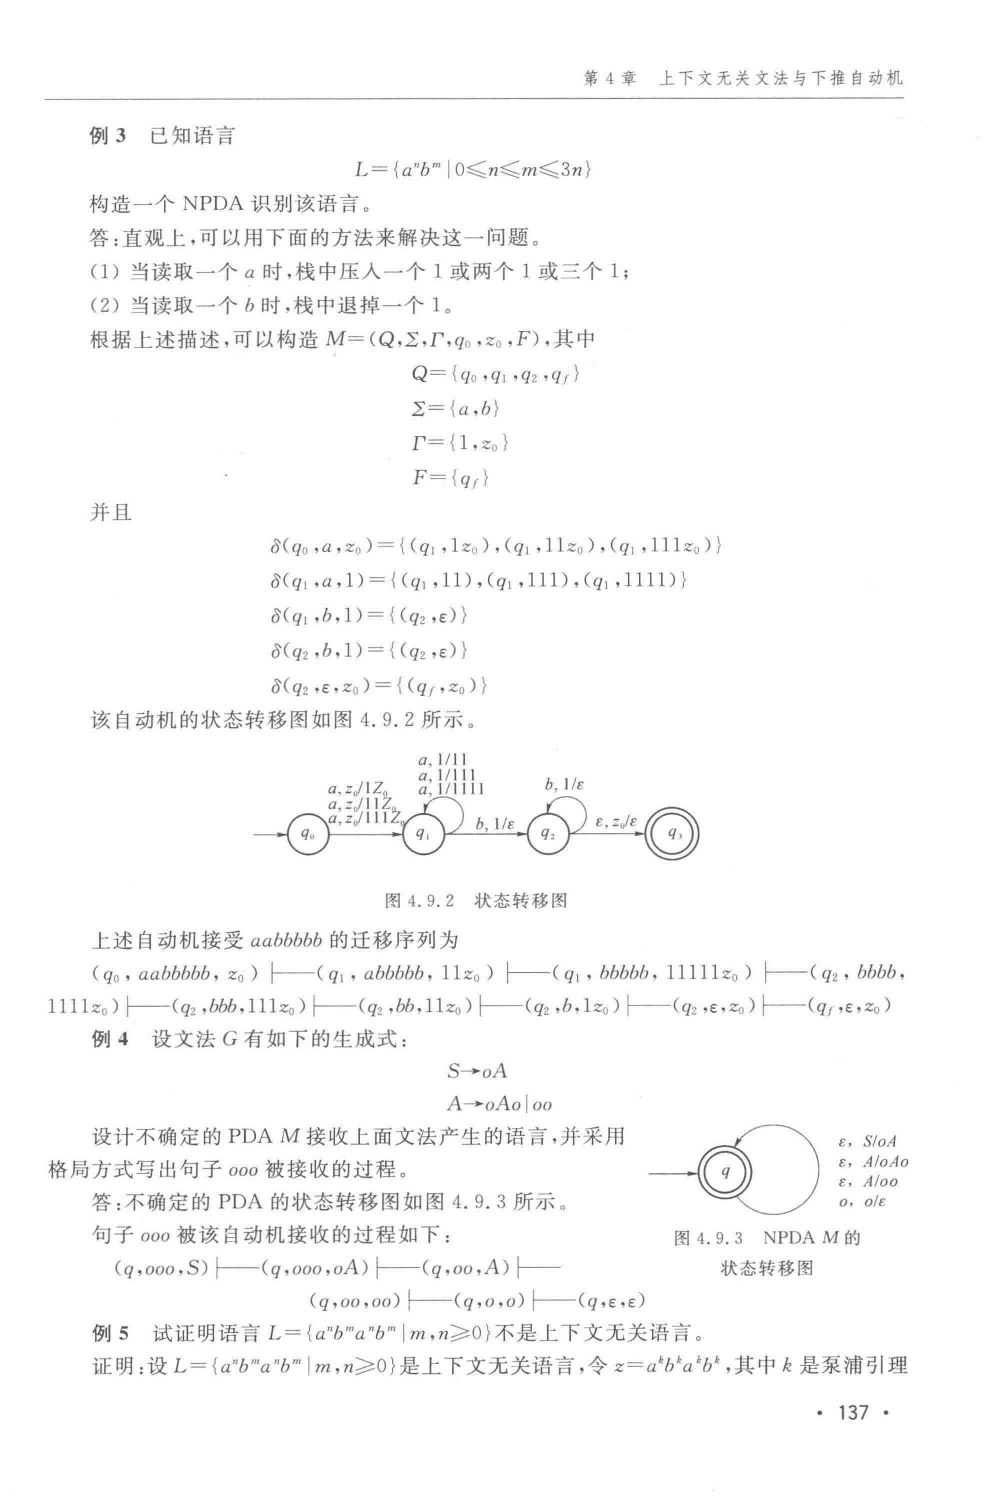 第 4 章 上下文无关文法与下推自动机
例 3 已知语言
L={aⁿbᵐ|0≤n≤m≤3n}
构造一个 NPDA 识别该语言。
答:直观上,可以用下面的方法来解决这一问题。
(1) 当读取一个 a 时,栈中压入一个 1 或两个 1 或三个 1;
(2) 当读取一个 b 时,栈中退掉一个 1。
根据上述描述,可以构造 M=(Q,Σ,Γ,q₀,z₀,F),其中
Q={q₀,q₁,q₂,q_f}
Σ={a,b}
Γ={1,z₀}
F={q_f}
并且
δ(q₀,a,z₀)={(q₁,1z₀),(q₁,11z₀),(q₁,111z₀)}
δ(q₁,a,1)={(q₁,11),(q₁,111),(q₁,1111)}
δ(q₁,b,1)={(q₂,ε)}
δ(q₂,b,1)={(q₂,ε)}
δ(q₂,ε,z₀)={(q_f,z₀)}
该自动机的状态转移图如图 4.9.2 所示。
a, 1/11
a, 1/111
a, 1/1111
a, z₀/1Z₀
a, z₀/11Z₀
a, z₀/111Z₀
b, 1/ε
b, 1/ε
ε, z₀/ε
q₀
q₁
q₂
q₃
图 4.9.2 状态转移图
上述自动机接受 aabbbbb 的迁移序列为
(q₀, aabbbbb, z₀)├──(q₁, abbbbb, 11z₀)├──(q₁, bbbbb, 11111z₀)├──(q₂, bbbb,
1111z₀)├──(q₂,bbb,111z₀)├──(q₂,bb,11z₀)├──(q₂,b,1z₀)├──(q₂,ε,z₀)├──(q_f,ε,z₀)
例 4 设文法 G 有如下的生成式:
S→oA
A→oAo|oo
设计不确定的 PDA M 接收上面文法产生的语言,并采用
格局方式写出句子 ooo 被接收的过程。
答:不确定的 PDA 的状态转移图如图 4.9.3 所示。
句子 ooo 被该自动机接收的过程如下:
(q,ooo,S)├──(q,ooo,oA)├──(q,oo,A)├──
(q,oo,oo)├──(q,o,o)├──(q,ε,ε)
q
ε, S/oA
ε, A/oAo
ε, A/oo
o, o/ε
图 4.9.3 NPDA M 的
状态转移图
例 5 试证明语言 L={aⁿbᵐaⁿbᵐ|m,n≥0}不是上下文无关语言。
证明:设 L={aⁿbᵐaⁿbᵐ|m,n≥0}是上下文无关语言,令 z=aᵏbᵏaᵏbᵏ,其中 k 是泵浦引理
· 137 ·